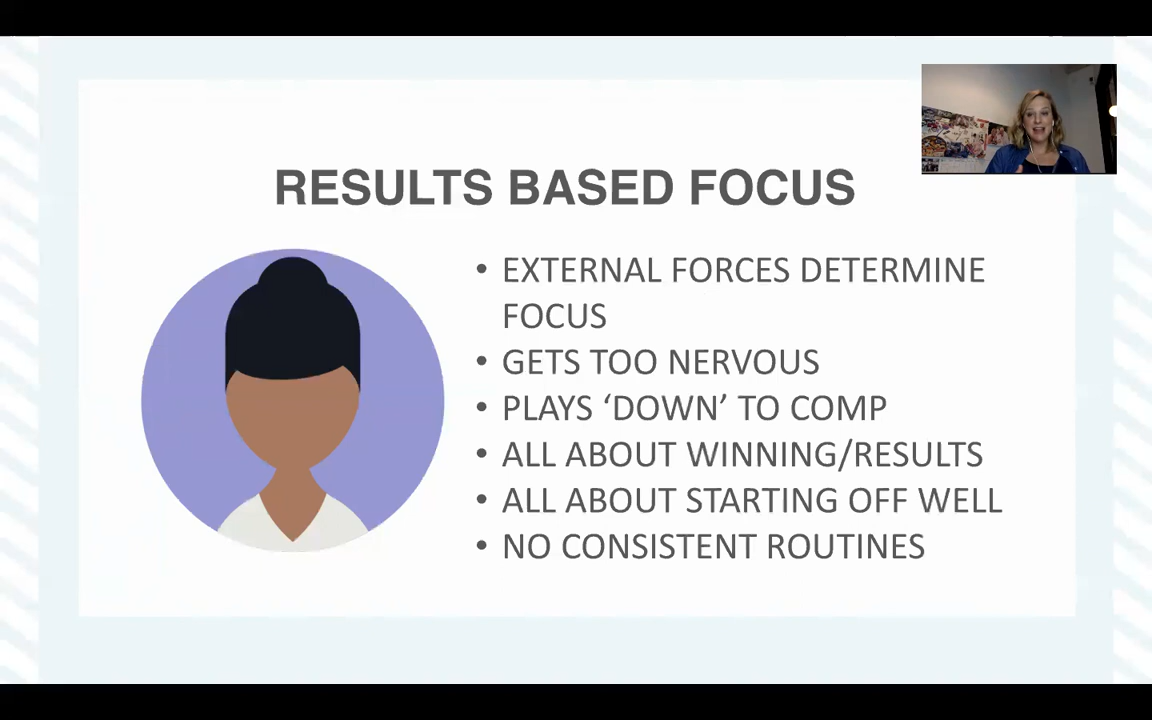 RESULTS BASED FOCUS
• EXTERNAL FORCES DETERMINE
FOCUS
• GETS TOO NERVOUS
• PLAYS ‘DOWN’ TO COMP
• ALL ABOUT WINNING/RESULTS
• ALL ABOUT STARTING OFF WELL
• NO CONSISTENT ROUTINES